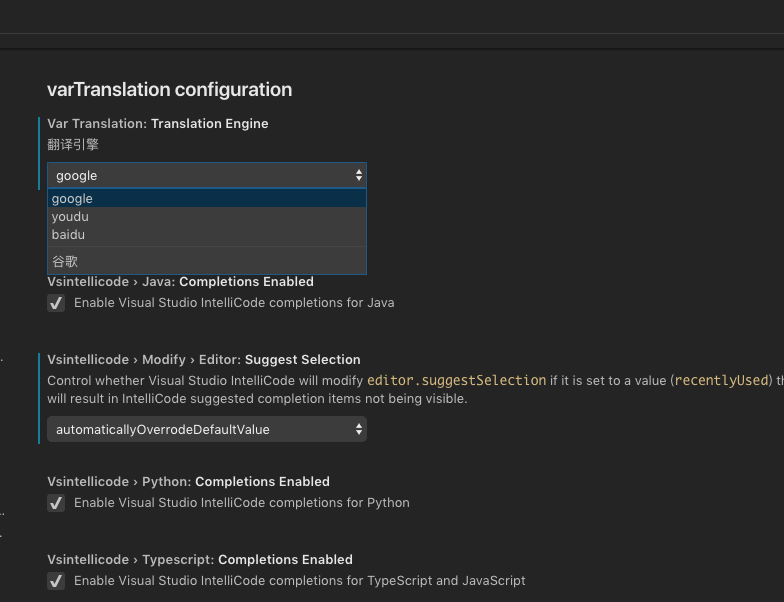 varTranslation configuration
Var Translation: Translation Engine
翻译引擎
google
google
youdu
baidu
谷歌
Vsintellicode › Java: Completions Enabled
Enable Visual Studio IntelliCode completions for Java
Vsintellicode › Modify › Editor: Suggest Selection
Control whether Visual Studio IntelliCode will modify editor.suggestSelection if it is set to a value (recentlyUsed) th
will result in IntelliCode suggested completion items not being visible.
automaticallyOverrodeDefaultValue
Vsintellicode › Python: Completions Enabled
Enable Visual Studio IntelliCode completions for Python
Vsintellicode › Typescript: Completions Enabled
Enable Visual Studio IntelliCode completions for TypeScript and JavaScript